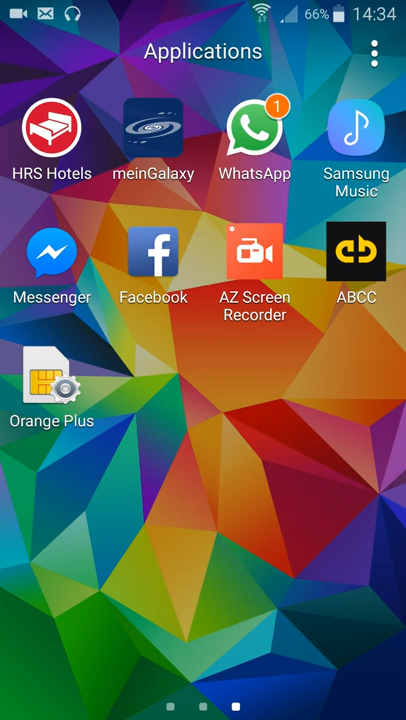 66% 14:34
Applications
1
HRS Hotels meinGalaxy WhatsApp Samsung
Music
Messenger Facebook AZ Screen ABCC
Recorder
Orange Plus